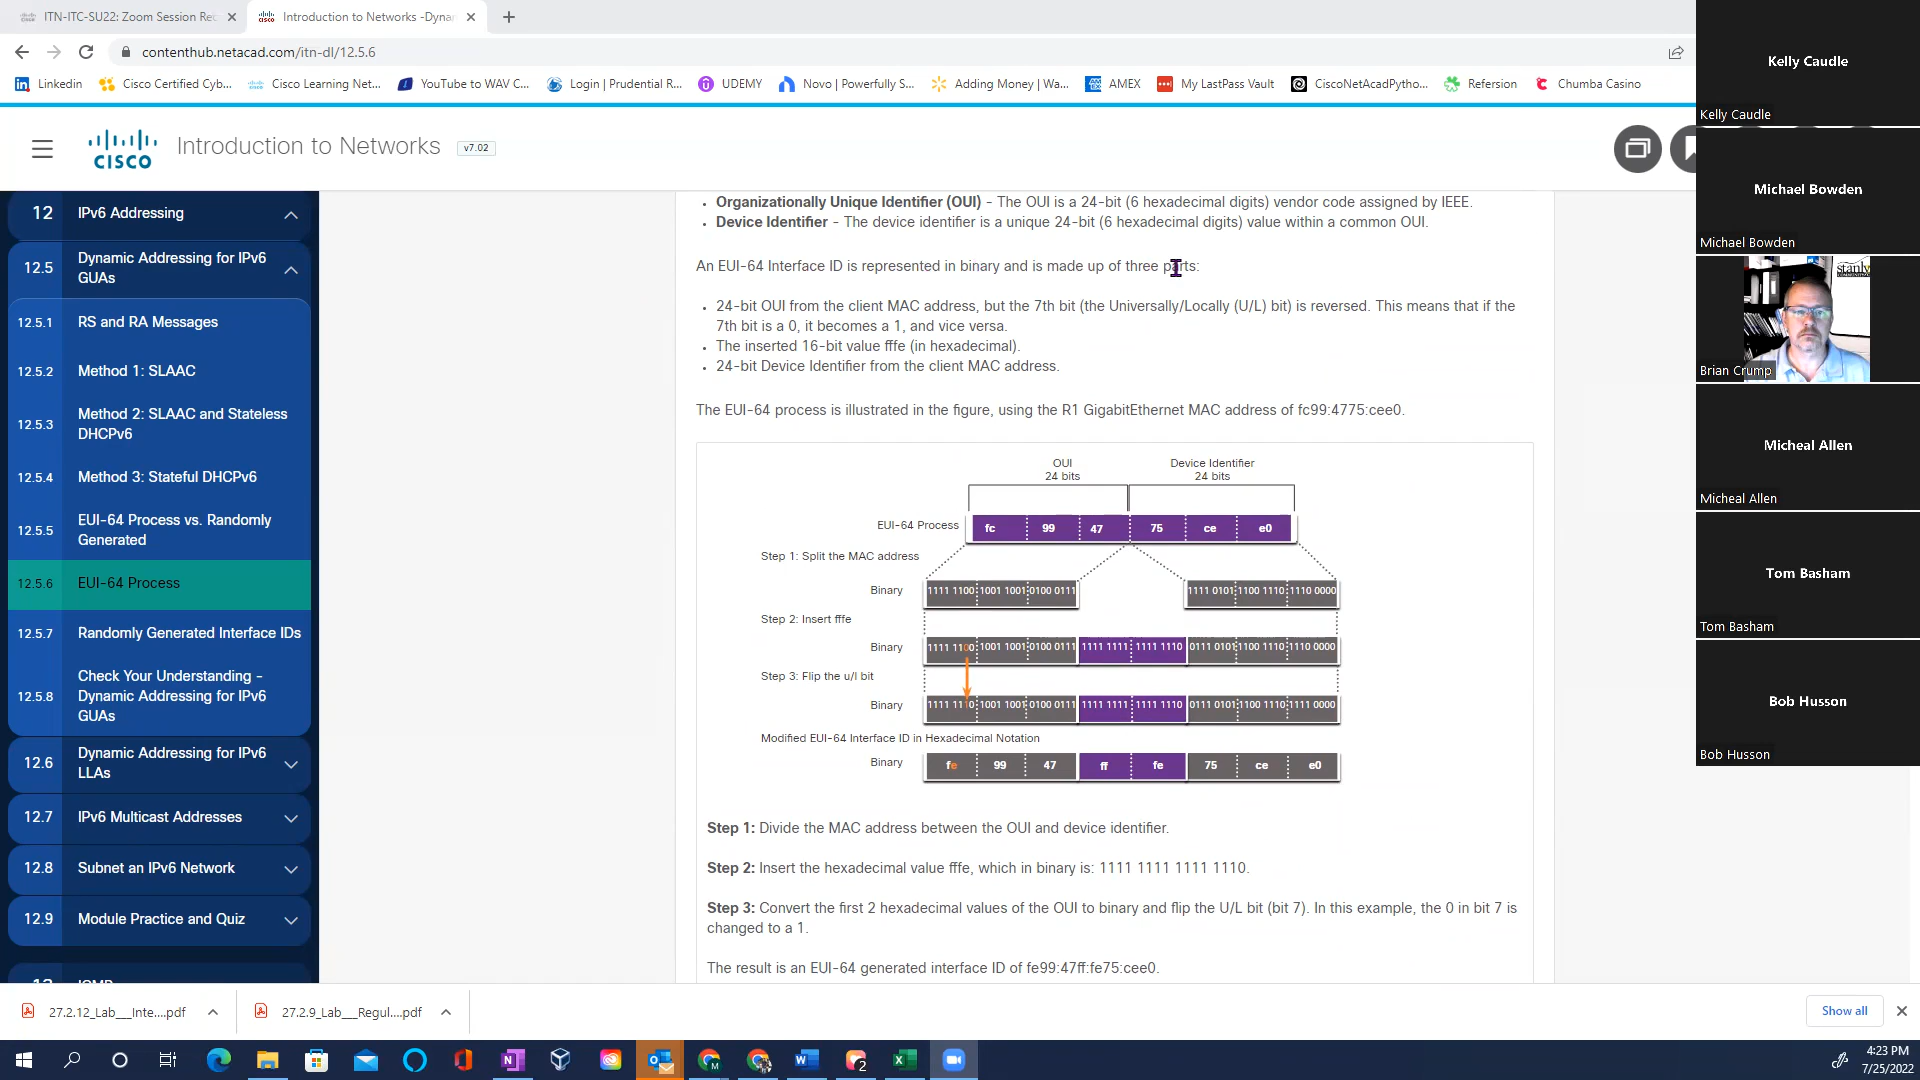 ITN-ITC-SU22: Zoom Session Rec
Introduction to Networks -Dynam
contenthub.netacad.com/itn-dl/12.5.6
Linkedin
Cisco Certified Cyb...
Cisco Learning Net...
YouTube to WAV C...
Login | Prudential R...
UDEMY
Novo | Powerfully S...
Adding Money | Wa...
AMEX
My LastPass Vault
CiscoNetAcadPytho...
Refersion
Chumba Casino
CISCO
Introduction to Networks
v7.02
12 IPv6 Addressing
12.5 Dynamic Addressing for IPv6
GUAs
12.5.1 RS and RA Messages
12.5.2 Method 1: SLAAC
12.5.3 Method 2: SLAAC and Stateless
DHCPv6
12.5.4 Method 3: Stateful DHCPv6
12.5.5 EUI-64 Process vs. Randomly
Generated
12.5.6 EUI-64 Process
12.5.7 Randomly Generated Interface IDs
12.5.8 Check Your Understanding -
Dynamic Addressing for IPv6
GUAs
12.6 Dynamic Addressing for IPv6
LLAs
12.7 IPv6 Multicast Addresses
12.8 Subnet an IPv6 Network
12.9 Module Practice and Quiz
• Organizationally Unique Identifier (OUI) - The OUI is a 24-bit (6 hexadecimal digits) vendor code assigned by IEEE.
• Device Identifier - The device identifier is a unique 24-bit (6 hexadecimal digits) value within a common OUI.
An EUI-64 Interface ID is represented in binary and is made up of three parts:
• 24-bit OUI from the client MAC address, but the 7th bit (the Universally/Locally (U/L) bit) is reversed. This means that if the
7th bit is a 0, it becomes a 1, and vice versa.
• The inserted 16-bit value fffe (in hexadecimal).
• 24-bit Device Identifier from the client MAC address.
The EUI-64 process is illustrated in the figure, using the R1 GigabitEthernet MAC address of fc99:4775:cee0.
OUI
24 bits
Device Identifier
24 bits
EUI-64 Process fc 99 47 75 ce e0
Step 1: Split the MAC address
Binary 1111 1100 1001 1001 0100 0111 1111 0101 1100 1110 1110 0000
Step 2: Insert fffe
Binary 1111 1100 1001 1001 0100 0111 1111 1111 1111 1110 0111 0101 1100 1110 1110 0000
Step 3: Flip the u/l bit
Binary 1111 1110 1001 1001 0100 0111 1111 1111 1111 1110 0111 0101 1100 1110 1111 0000
Modified EUI-64 Interface ID in Hexadecimal Notation
Binary fe 99 47 ff fe 75 ce e0
Step 1: Divide the MAC address between the OUI and device identifier.
Step 2: Insert the hexadecimal value fffe, which in binary is: 1111 1111 1111 1110.
Step 3: Convert the first 2 hexadecimal values of the OUI to binary and flip the U/L bit (bit 7). In this example, the 0 in bit 7 is
changed to a 1.
The result is an EUI-64 generated interface ID of fe99:47ff:fe75:cee0.
Kelly Caudle
Kelly Caudle
Michael Bowden
Michael Bowden
stanly
Brian Crump
Micheal Allen
Micheal Allen
Tom Basham
Tom Basham
Bob Husson
Bob Husson
27.2.12_Lab___Inte....pdf
27.2.9_Lab___Regul....pdf
Show all
2
4:23 PM
7/25/2022